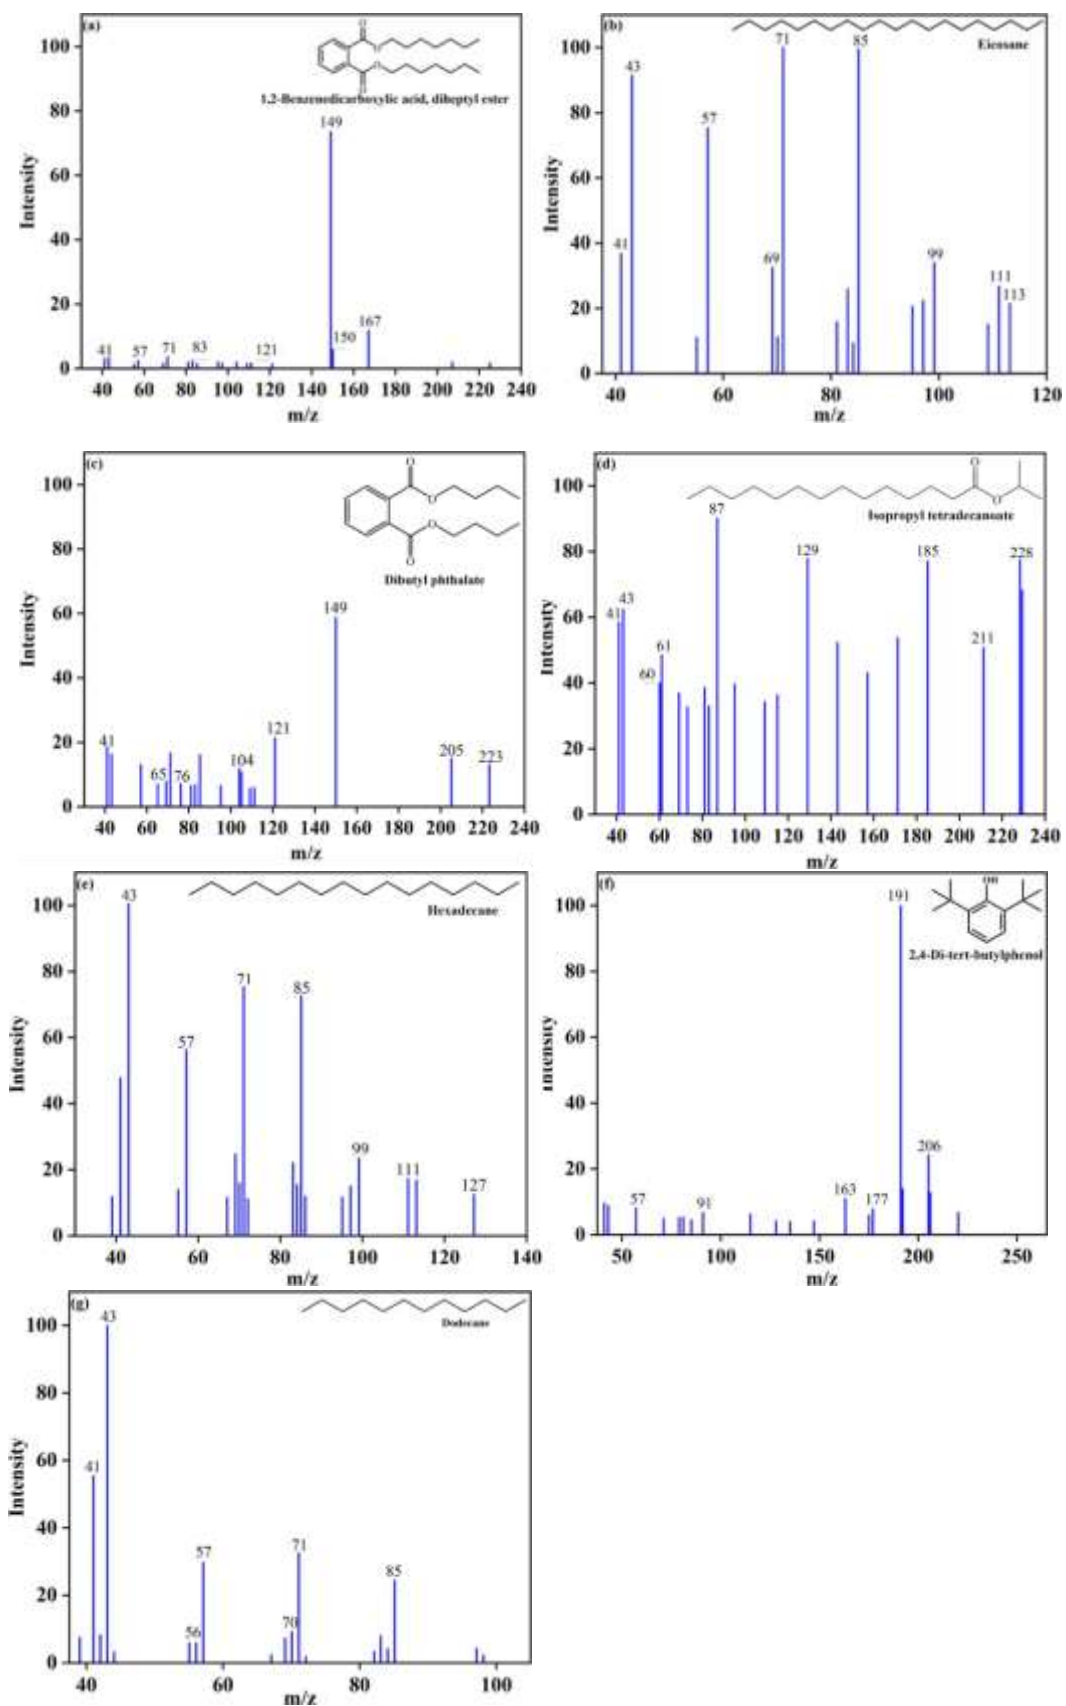 (a)
O
O
O
O
1,2-Benzenedicarboxylic acid, diheptyl ester
149
167
150
41
57
71
83
121
100
80
60
40
20
0
Intensity
40 60 80 100 120 140 160 180 200 220 240
m/z
(b)
Eicosane
43
71
85
57
41
69
99
111
113
100
80
60
40
20
0
Intensity
40 60 80 100 120
m/z
(c)
O
O
O
O
Dibutyl phthalate
149
121
41
65
76
104
205
223
100
80
60
40
20
0
Intensity
40 60 80 100 120 140 160 180 200 220 240
m/z
(d)
O
O
Isopropyl tetradecanoate
87
129
185
228
43
41
61
60
211
100
80
60
40
20
0
Intensity
40 60 80 100 120 140 160 180 200 220 240
m/z
(e)
Hexadecane
43
71
85
57
99
111
127
100
80
60
40
20
0
Intensity
40 60 80 100 120 140
m/z
(f)
OH
2,4-Di-tert-butylphenol
191
206
163
177
57
91
100
80
60
40
20
0
Intensity
50 100 150 200 250
m/z
(g)
Dodecane
43
41
57
71
85
56
70
100
80
60
40
20
0
Intensity
40 60 80 100
m/z